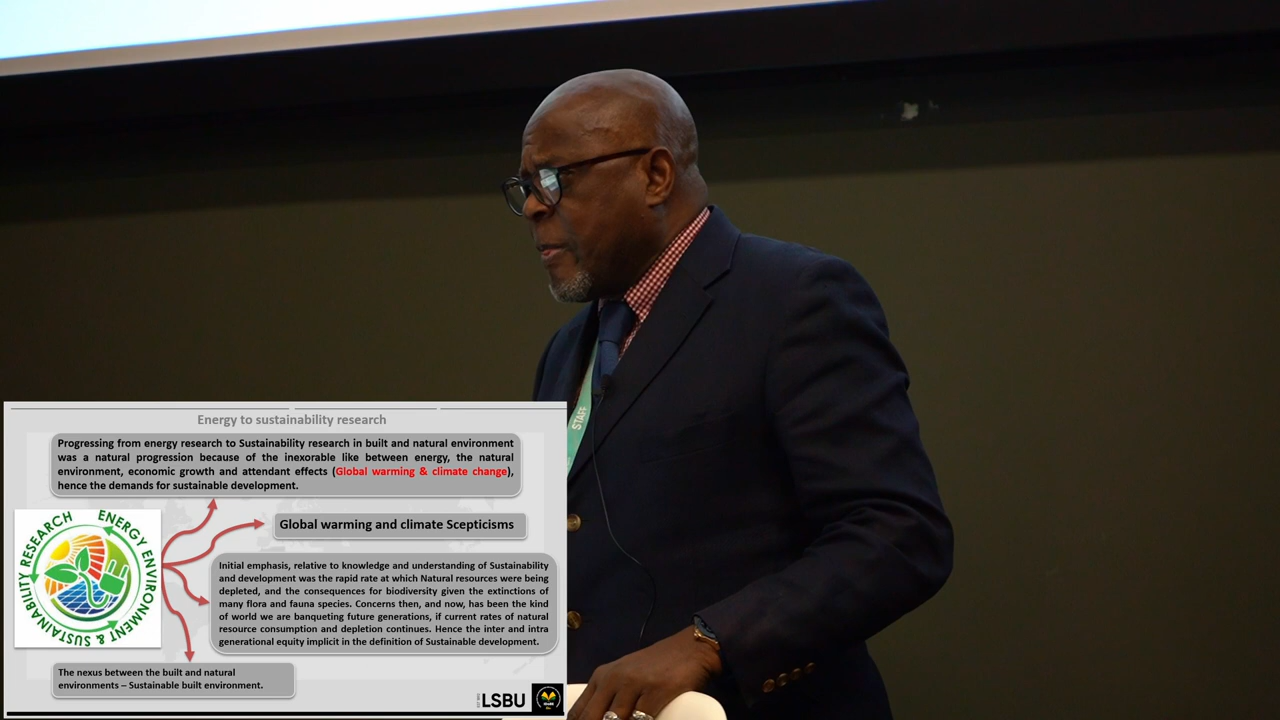 STAFF
Energy to sustainability research
Progressing from energy research to Sustainability research in built and natural environment
was a natural progression because of the inexorable like between energy, the natural
environment, economic growth and attendant effects (Global warming & climate change),
hence the demands for sustainable development.
Global warming and climate Scepticisms
SUSTAINABILITY RESEARCH ENERGY ENVIRONMENT &
Initial emphasis, relative to knowledge and understanding of Sustainability
and development was the rapid rate at which Natural resources were being
depleted, and the consequences for biodiversity given the extinctions of
many flora and fauna species. Concerns then, and now, has been the kind
of world we are banqueting future generations, if current rates of natural
resource consumption and depletion continues. Hence the inter and intra
generational equity implicit in the definition of Sustainable development.
The nexus between the built and natural
environments – Sustainable built environment.
LSBU